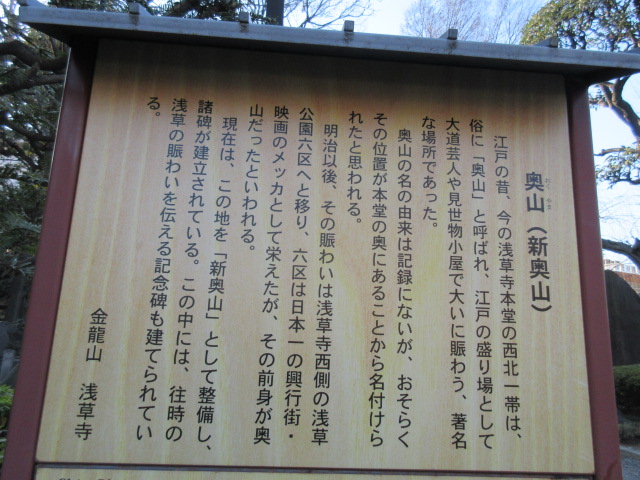 奥山（新奥山）
おく やま
江戸の昔、今の浅草寺本堂の西北一帯は、
俗に「奥山」と呼ばれ、江戸の盛り場として
大道芸人や見世物小屋で大いに賑わう、著名
な場所であった。
奥山の名の由来は記録にないが、おそらく
その位置が本堂の奥にあることから名付けら
れたと思われる。
明治以後、その賑わいは浅草寺西側の浅草
公園六区へと移り、六区は日本一の興行街・
映画のメッカとして栄えたが、その前身が奥
山だったといわれる。
現在は、この地を「新奥山」として整備し、
諸碑が建立されている。この中には、往時の
浅草の賑わいを伝える記念碑も建てられてい
る。
金龍山 浅草寺